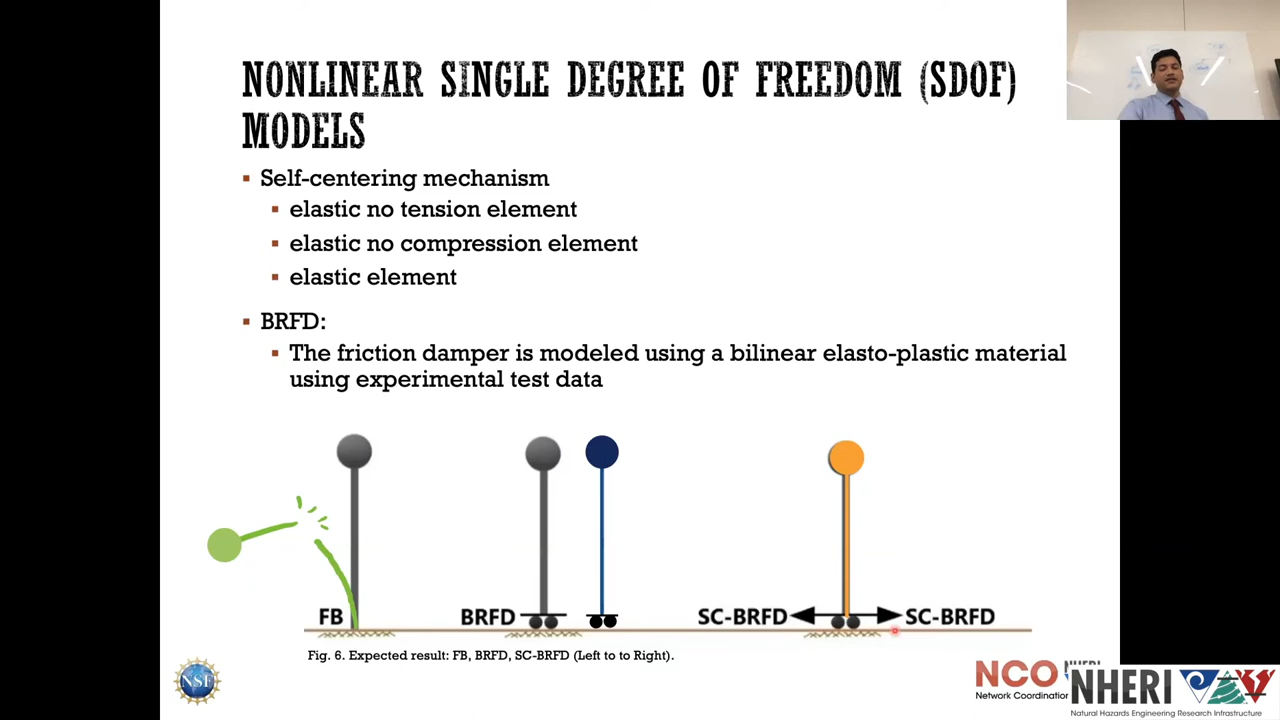 NONLINEAR SINGLE DEGREE OF FREEDOM (SDOF)
MODELS
▪ Self-centering mechanism
▪ elastic no tension element
▪ elastic no compression element
▪ elastic element
▪ BRFD:
▪ The friction damper is modeled using a bilinear elasto-plastic material
using experimental test data
FB
BRFD
SC-BRFD
SC-BRFD
Fig. 6. Expected result: FB, BRFD, SC-BRFD (Left to to Right).
NSF
NCO
Network Coordination
NHERI
Natural Hazards Engineering Research Infrastructure